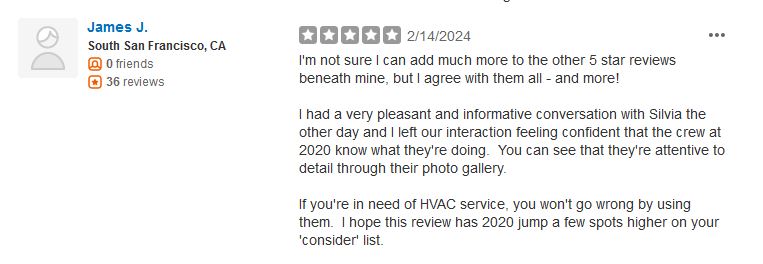 James J.
South San Francisco, CA
0 friends
36 reviews
2/14/2024
I'm not sure I can add much more to the other 5 star reviews
beneath mine, but I agree with them all - and more!
I had a very pleasant and informative conversation with Silvia the
other day and I left our interaction feeling confident that the crew at
2020 know what they're doing.  You can see that they're attentive to
detail through their photo gallery.
If you're in need of HVAC service, you won't go wrong by using
them.  I hope this review has 2020 jump a few spots higher on your
'consider' list.